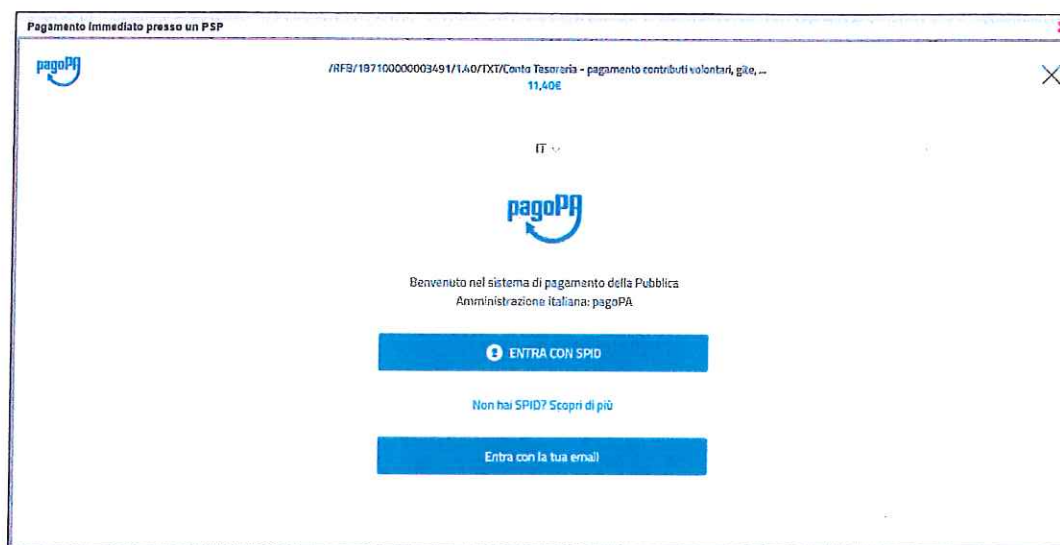 Pagamento Immediato presso un PSP
pagoPA
/RFB/187100000003491/1.40/TXT/Conto Tesoreria - pagamento contributi volontari, gite, ...
11,40€
IT
pagoPA
Benvenuto nel sistema di pagamento della Pubblica
Amministrazione italiana: pagoPA
ENTRA CON SPID
Non hai SPID? Scopri di più
Entra con la tua email